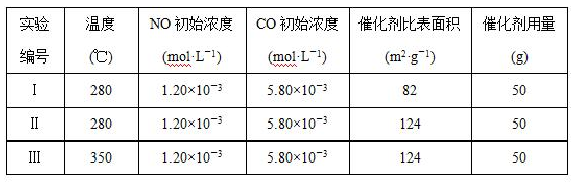 实验编号 温度(℃) NO 初始浓度(mol·L⁻¹) CO 初始浓度(mol·L⁻¹) 催化剂比表面积(m²·g⁻¹) 催化剂用量(g)
Ⅰ 280 1.20×10⁻³ 5.80×10⁻³ 82 50
Ⅱ 280 1.20×10⁻³ 5.80×10⁻³ 124 50
Ⅲ 350 1.20×10⁻³ 5.80×10⁻³ 124 50